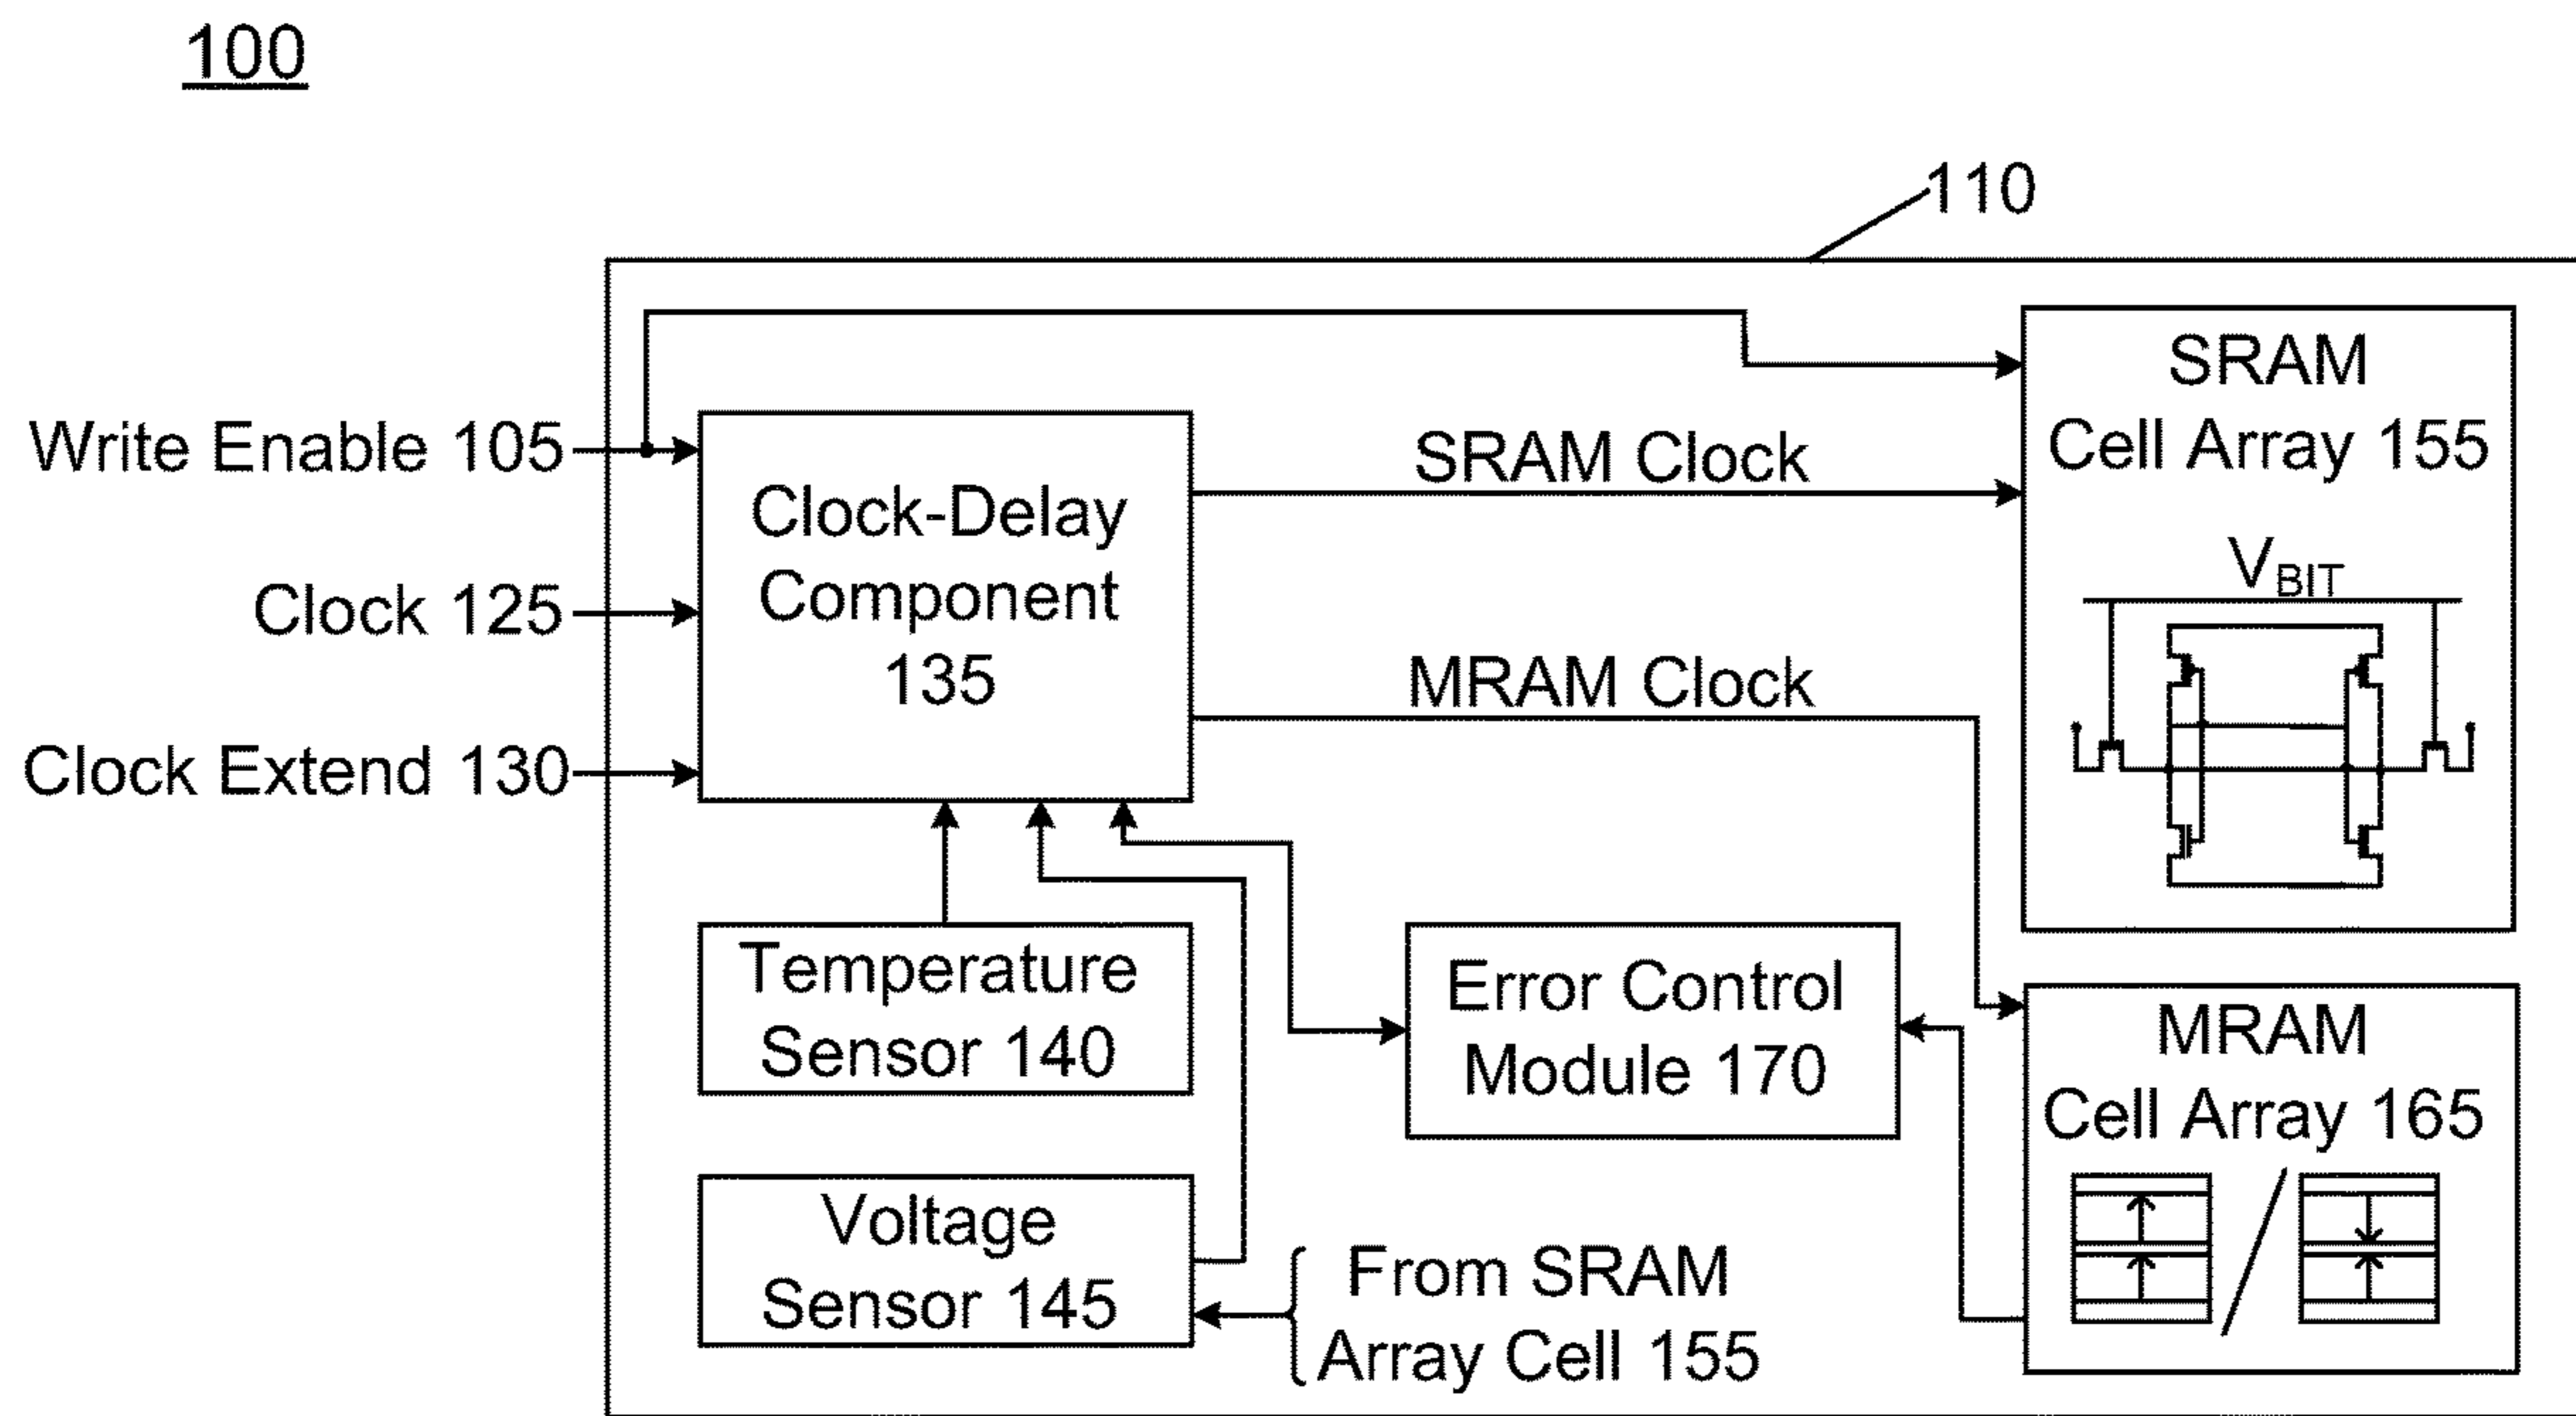 100
110
Write Enable 105
Clock 125
Clock Extend 130
Clock-Delay
Component
135
SRAM Clock
MRAM Clock
SRAM
Cell Array 155
VBIT
Temperature
Sensor 140
Error Control
Module 170
MRAM
Cell Array 165
Voltage
Sensor 145
From SRAM
Array Cell 155